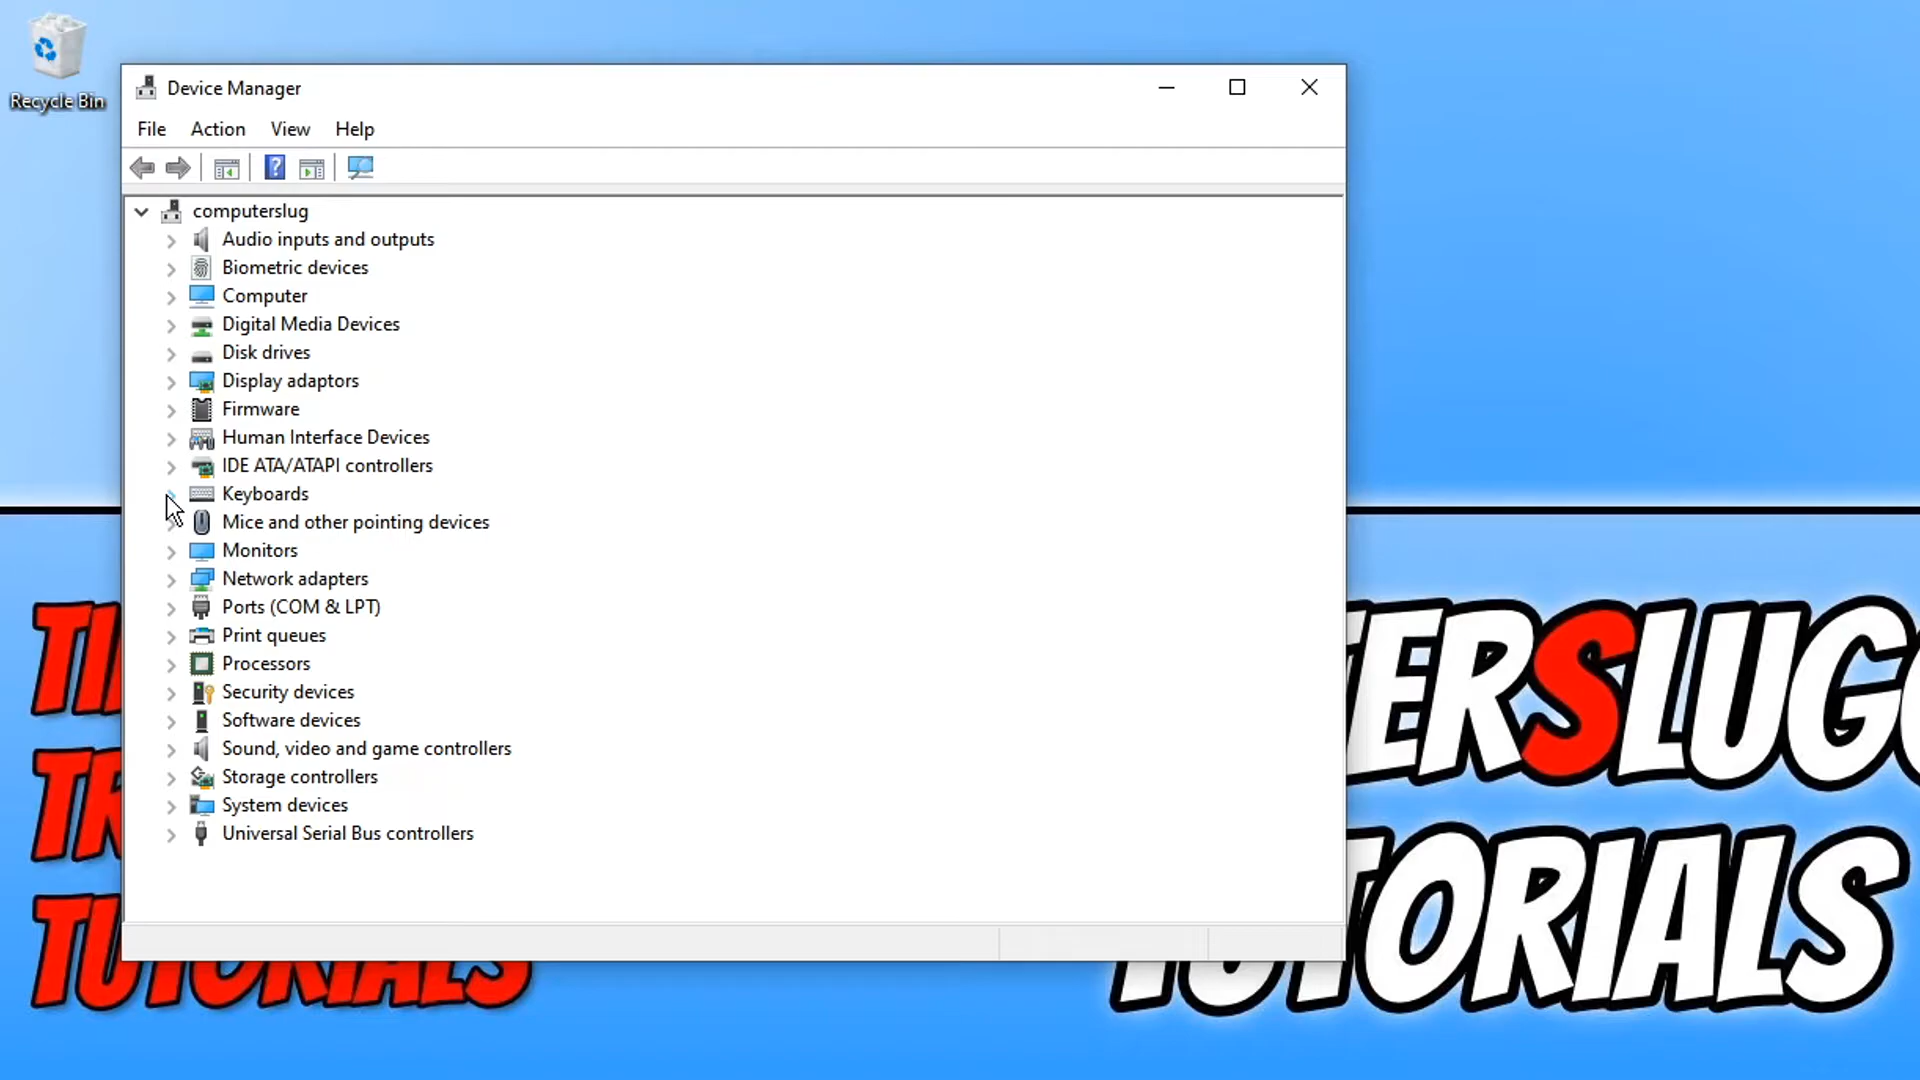 Recycle Bin
Device Manager
File Action View Help
computerslug
Audio inputs and outputs
Biometric devices
Computer
Digital Media Devices
Disk drives
Display adaptors
Firmware
Human Interface Devices
IDE ATA/ATAPI controllers
Keyboards
Mice and other pointing devices
Monitors
Network adapters
Ports (COM & LPT)
Print queues
Processors
Security devices
Software devices
Sound, video and game controllers
Storage controllers
System devices
Universal Serial Bus controllers
TUTORIALS
TUTORIALS